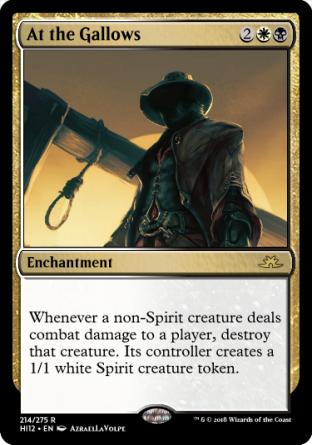 At the Gallows 2
Enchantment
Whenever a non-Spirit creature deals
combat damage to a player, destroy
that creature. Its controller creates a
1/1 white Spirit creature token.
214/275 R
HI12 • EN AzraelLaVolpe
™ & © 2018 Wizards of the Coast